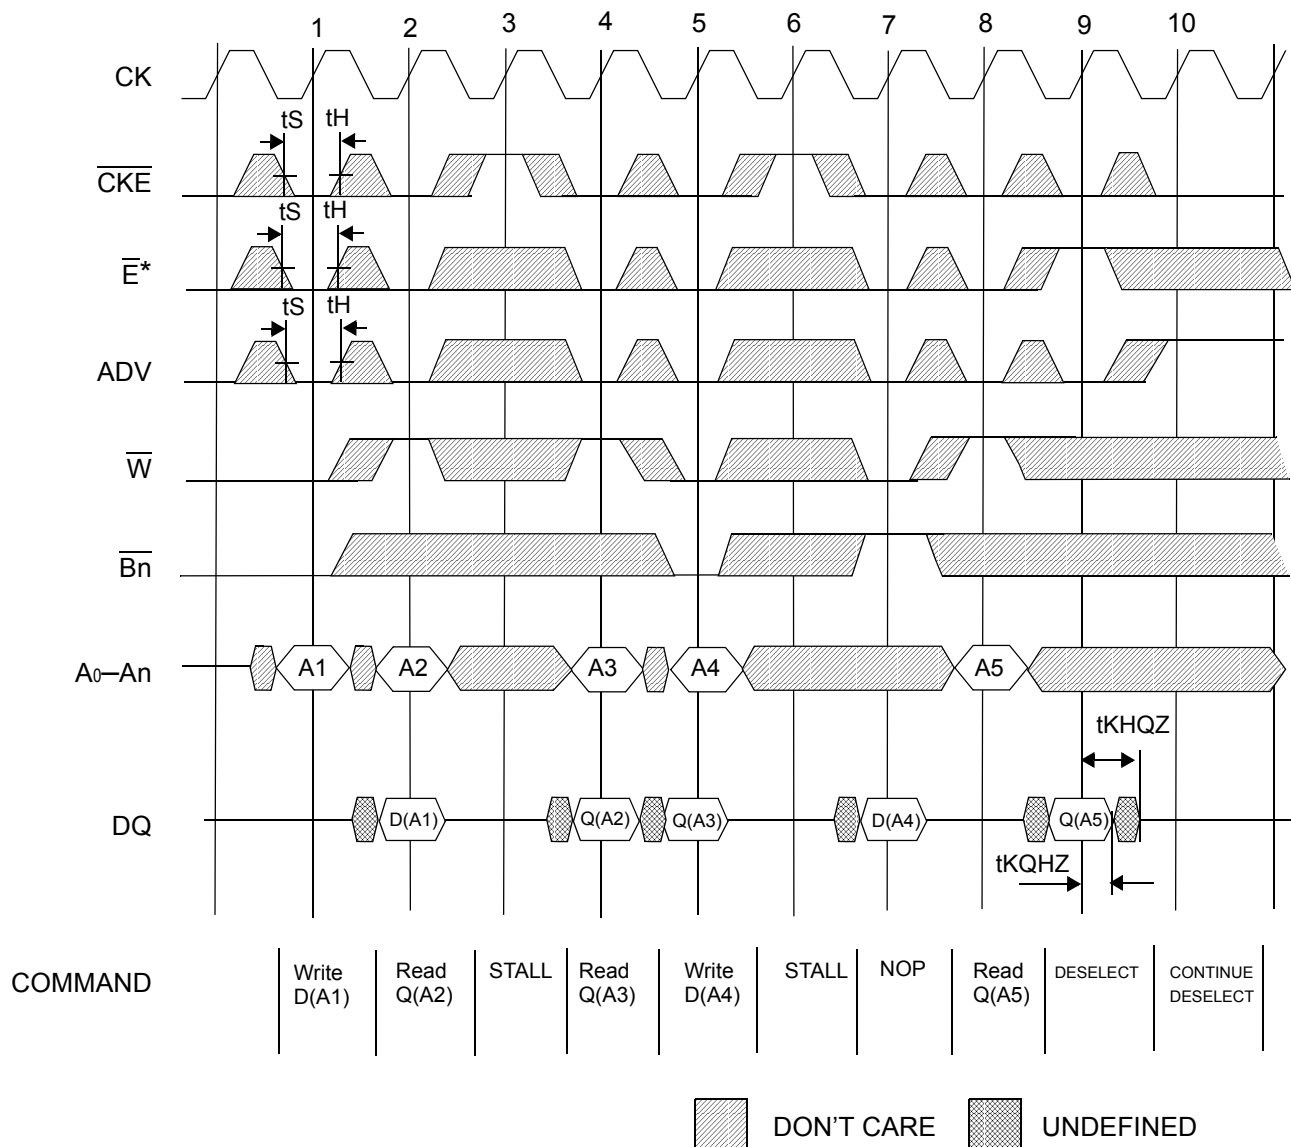 1 2 3 4 5 6 7 8 9 10
CK
tS tH
C̅K̅E̅
tS tH
E̅*
tS tH
ADV
W̅
B̅n̅
A0–An A1 A2 A3 A4 A5
tKHQZ
DQ D(A1) Q(A2) Q(A3) D(A4) Q(A5)
tKQHZ
COMMAND
Write D(A1)
Read Q(A2)
STALL
Read Q(A3)
Write D(A4)
STALL
NOP
Read Q(A5)
DESELECT
CONTINUE DESELECT
DON'T CARE UNDEFINED